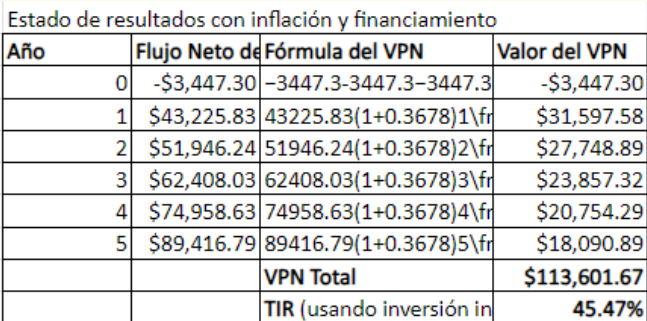 Estado de resultados con inflación y financiamiento
Año Flujo Neto de Fórmula del VPN Valor del VPN
0 -$3,447.30 −3447.3-3447.3−3447.3 -$3,447.30
1 $43,225.83 43225.83(1+0.3678)1\fr $31,597.58
2 $51,946.24 51946.24(1+0.3678)2\fr $27,748.89
3 $62,408.03 62408.03(1+0.3678)3\fr $23,857.32
4 $74,958.63 74958.63(1+0.3678)4\fr $20,754.29
5 $89,416.79 89416.79(1+0.3678)5\fr $18,090.89
VPN Total $113,601.67
TIR (usando inversión in 45.47%